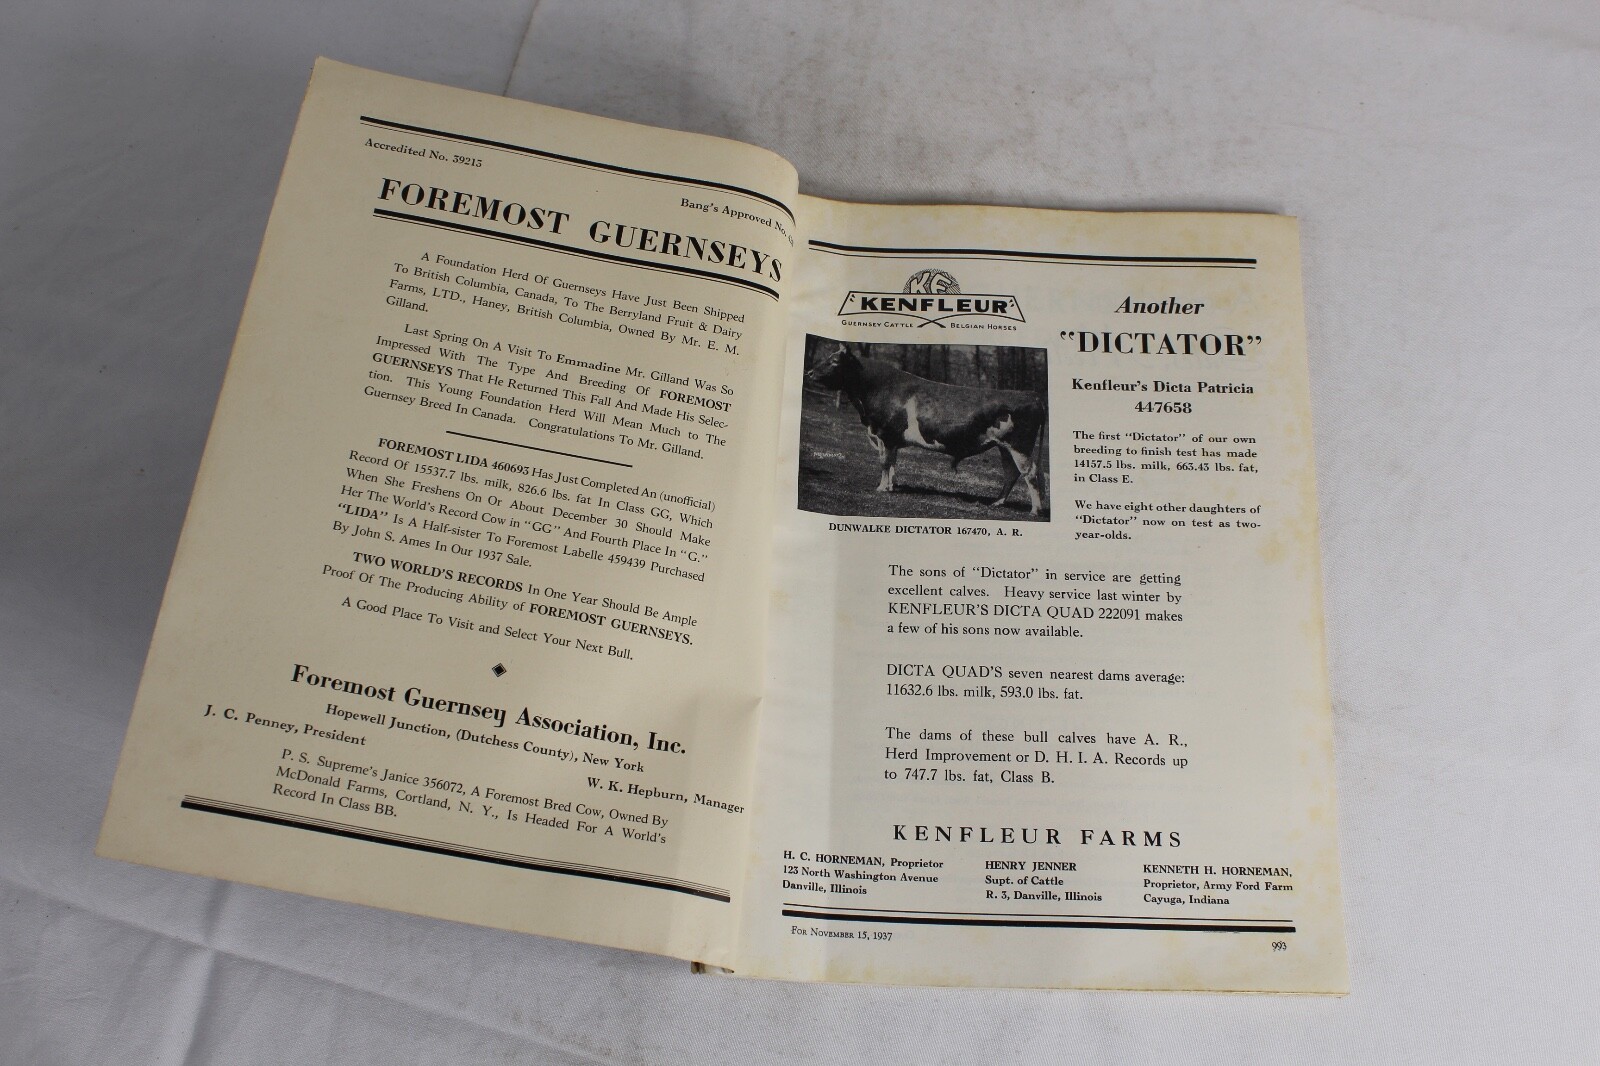 Accredited No. 39213
Bang's Approved No.
FOREMOST GUERNSEYS
A Foundation Herd Of Guernseys Have Just Been Shipped
To British Columbia, Canada, To The Berryland Fruit & Dairy
Farms, LTD., Haney, British Columbia, Owned By Mr. E. M.
Gilland.
Last Spring On A Visit To Emmadine Mr. Gilland Was So
Impressed With The Type And Breeding Of FOREMOST
GUERNSEYS That He Returned This Fall And Made His Selec-
tion. This Young Foundation Herd Will Mean Much to The
Guernsey Breed In Canada. Congratulations To Mr. Gilland.
FOREMOST LIDA 460693 Has Just Completed An (unofficial)
Record Of 15537.7 lbs. milk, 826.6 lbs. fat In Class GG, Which
When She Freshens On Or About December 30 Should Make
Her The World's Record Cow in "GG" And Fourth Place In "G."
"LIDA" Is A Half-sister To Foremost Labelle 459439 Purchased
By John S. Ames In Our 1937 Sale.
TWO WORLD'S RECORDS In One Year Should Be Ample
Proof Of The Producing Ability of FOREMOST GUERNSEYS.
A Good Place To Visit and Select Your Next Bull.
Foremost Guernsey Association, Inc.
Hopewell Junction, (Dutchess County), New York
J. C. Penney, President
W. K. Hepburn, Manager
P. S. Supreme's Janice 356072, A Foremost Bred Cow, Owned By
McDonald Farms, Cortland, N. Y., Is Headed For A World's
Record In Class BB.
KF
"KENFLEUR"
GUERNSEY CATTLE BELGIAN HORSES
Another
"DICTATOR"
Kenfleur's Dicta Patricia
447658
The first "Dictator" of our own
breeding to finish test has made
14157.5 lbs. milk, 663.43 lbs. fat,
in Class E.
We have eight other daughters of
"Dictator" now on test as two-
year-olds.
DUNWALKE DICTATOR 167470, A. R.
The sons of "Dictator" in service are getting
excellent calves. Heavy service last winter by
KENFLEUR'S DICTA QUAD 222091 makes
a few of his sons now available.
DICTA QUAD'S seven nearest dams average:
11632.6 lbs. milk, 593.0 lbs. fat.
The dams of these bull calves have A. R.,
Herd Improvement or D. H. I. A. Records up
to 747.7 lbs. fat, Class B.
KENFLEUR FARMS
H. C. HORNEMAN, Proprietor
123 North Washington Avenue
Danville, Illinois
HENRY JENNER
Supt. of Cattle
R. 3, Danville, Illinois
KENNETH H. HORNEMAN,
Proprietor, Army Ford Farm
Cayuga, Indiana
FOR NOVEMBER 15, 1937
993